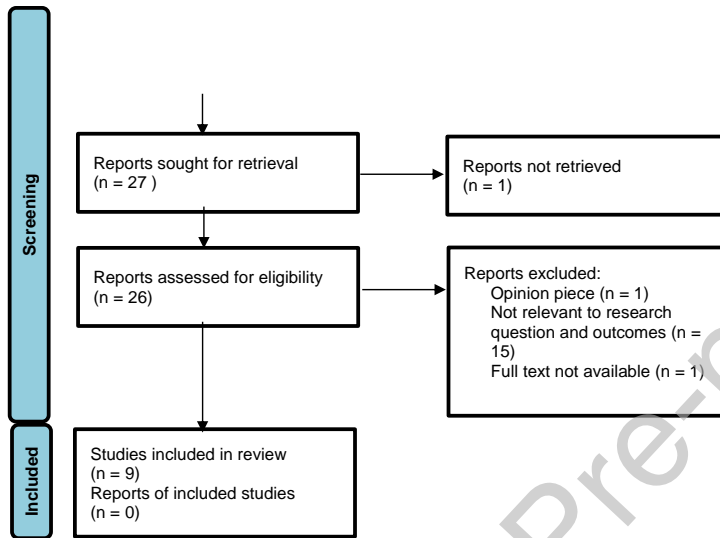 Screening
Reports sought for retrieval
(n = 27 )
Reports not retrieved
(n = 1)
Reports assessed for eligibility
(n = 26)
Reports excluded:
Opinion piece (n = 1)
Not relevant to research
question and outcomes (n =
15)
Full text not available (n = 1)
Included
Studies included in review
(n = 9)
Reports of included studies
(n = 0)
Pre-